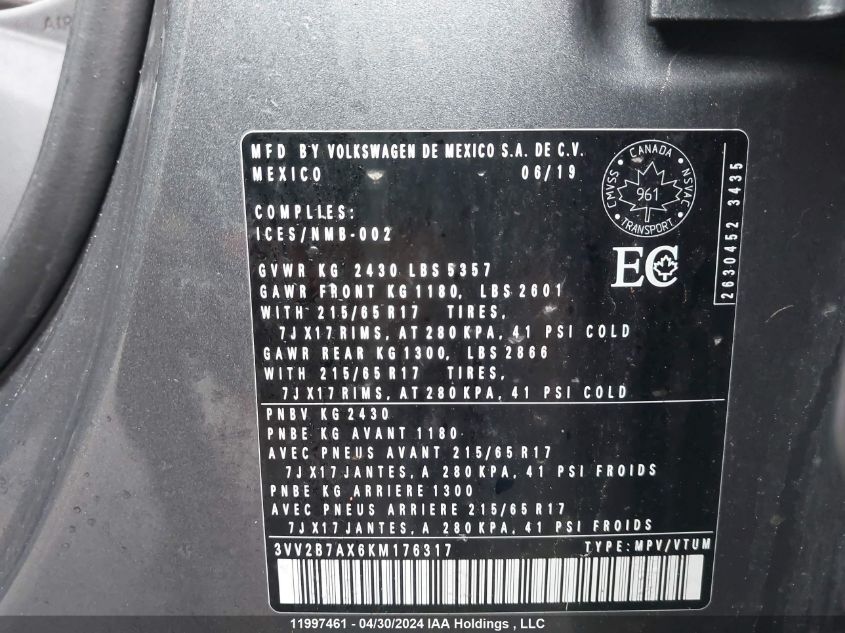 MFD BY VOLKSWAGEN DE MEXICO S.A. DE C.V.
MEXICO 06/19
CANADA
CMVSS
NSVAC
961
TRANSPORT
2630452 3435
COMPLIES:
ICES/NMB-002
EC
GVWR KG 2430 LBS 5357
GAWR FRONT KG 1180, LBS 2601
WITH 215/65 R17 TIRES,
7J X17 RIMS, AT 280 KPA, 41 PSI COLD
GAWR REAR KG 1300, LBS 2866
WITH 215/65 R17 TIRES,
7J X17 RIMS, AT 280 KPA, 41 PSI COLD
PNBV KG 2430
PNBE KG AVANT 1180
AVEC PNEUS AVANT 215/65 R17
7J X17 JANTES, A 280 KPA, 41 PSI FROIDS
PNBE KG ARRIERE 1300
AVEC PNEUS ARRIERE 215/65 R17
7J X17 JANTES, A 280 KPA, 41 PSI FROIDS
3VV2B7AX6KM176317 TYPE: MPV/VTUM
11997461 - 04/30/2024 IAA Holdings , LLC